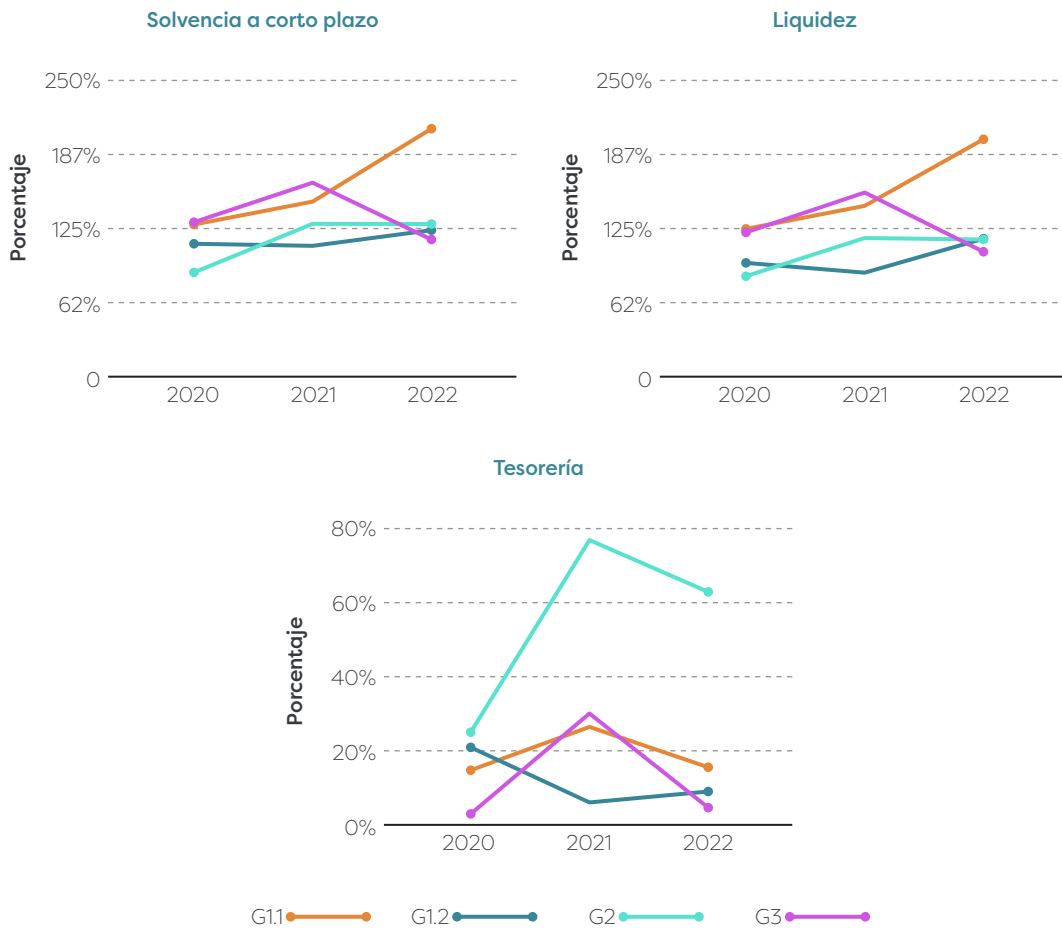 Solvencia a corto plazo
Porcentaje
250%
187%
125%
62%
0
2020 2021 2022
Liquidez
Porcentaje
250%
187%
125%
62%
0
2020 2021 2022
Tesorería
Porcentaje
80%
60%
40%
20%
0%
2020 2021 2022
G1.1 G1.2 G2 G3